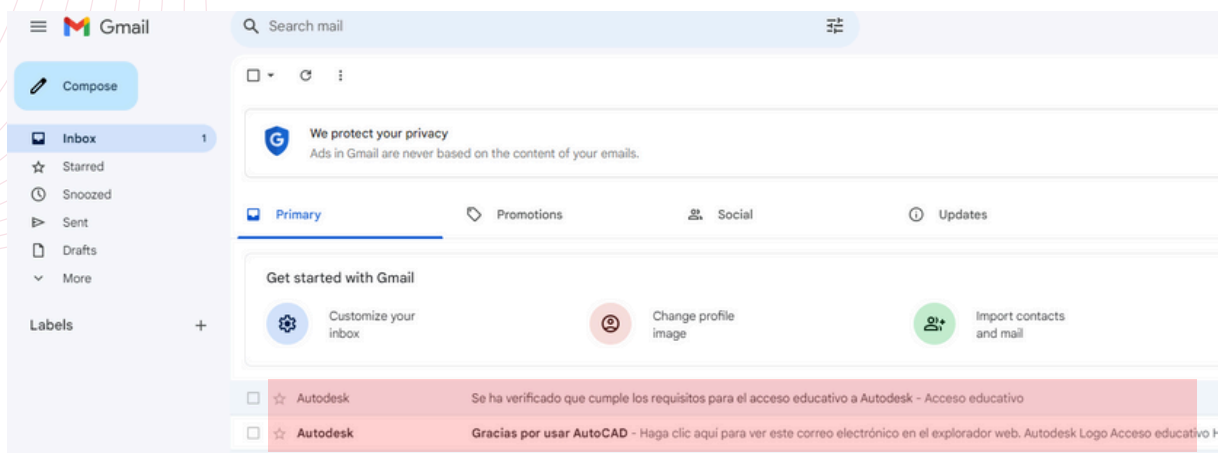 Gmail
Search mail
Compose
Inbox 1
Starred
Snoozed
Sent
Drafts
More
Labels +
We protect your privacy
Ads in Gmail are never based on the content of your emails.
Primary Promotions Social Updates
Get started with Gmail
Customize your
inbox
Change profile
image
Import contacts
and mail
Autodesk Se ha verificado que cumple los requisitos para el acceso educativo a Autodesk - Acceso educativo
Autodesk Gracias por usar AutoCAD - Haga clic aquí para ver este correo electrónico en el explorador web. Autodesk Logo Acceso educativo H